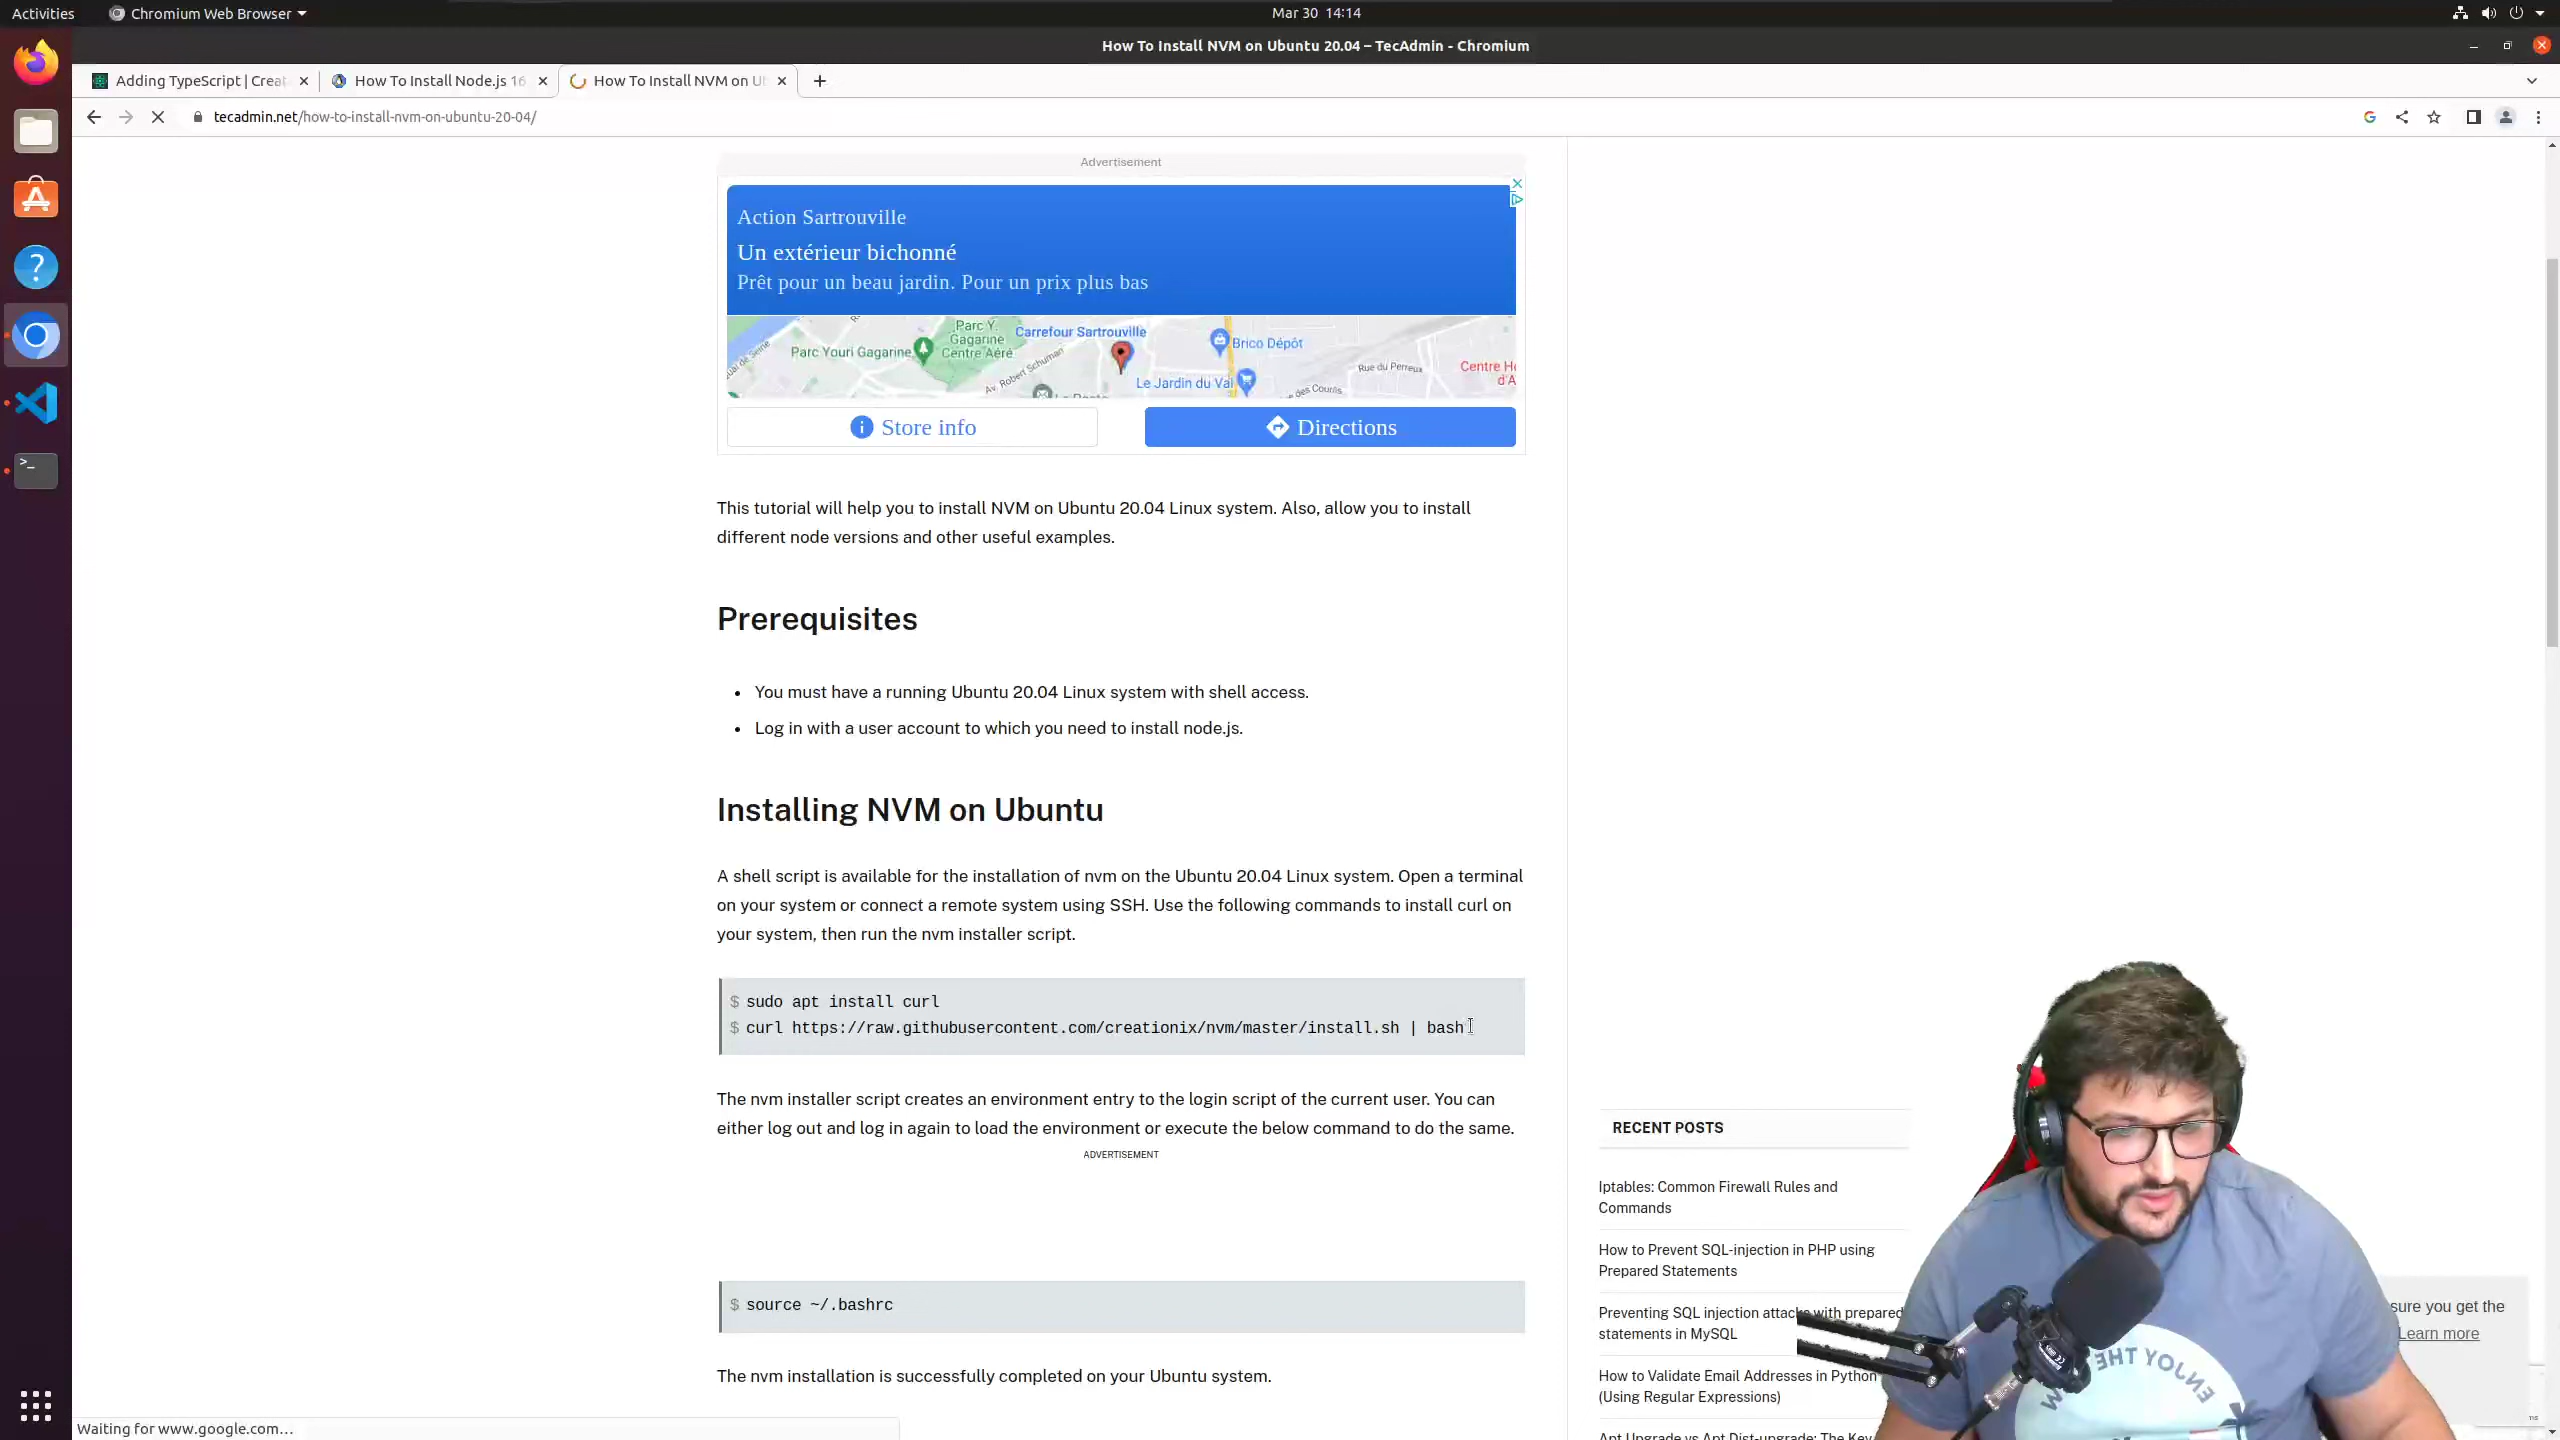 Activities
Chromium Web Browser
Mar 30 14:14
How To Install NVM on Ubuntu 20.04 – TecAdmin - Chromium
Adding TypeScript | Creat
How To Install Node.js 16
How To Install NVM on U
tecadmin.net/how-to-install-nvm-on-ubuntu-20-04/
Advertisement
Action Sartrouville
Un extérieur bichonné
Prêt pour un beau jardin. Pour un prix plus bas
Parc Youri Gagarine
Parc Y.
Gagarine
Centre Aéré
Carrefour Sartrouville
Av. Robert Schuman
Brico Dépôt
Le Jardin du Val
Rue du Perreux
Centre H
d'A
Store info
Directions
This tutorial will help you to install NVM on Ubuntu 20.04 Linux system. Also, allow you to install
different node versions and other useful examples.
Prerequisites
• You must have a running Ubuntu 20.04 Linux system with shell access.
• Log in with a user account to which you need to install node.js.
Installing NVM on Ubuntu
A shell script is available for the installation of nvm on the Ubuntu 20.04 Linux system. Open a terminal
on your system or connect a remote system using SSH. Use the following commands to install curl on
your system, then run the nvm installer script.
$ sudo apt install curl
$ curl https://raw.githubusercontent.com/creationix/nvm/master/install.sh | bash
The nvm installer script creates an environment entry to the login script of the current user. You can
either log out and log in again to load the environment or execute the below command to do the same.
ADVERTISEMENT
$ source ~/.bashrc
The nvm installation is successfully completed on your Ubuntu system.
RECENT POSTS
Iptables: Common Firewall Rules and
Commands
How to Prevent SQL-injection in PHP using
Prepared Statements
Preventing SQL injection attacks with prepared
statements in MySQL
How to Validate Email Addresses in Python
(Using Regular Expressions)
Apt Upgrade vs Apt Dist-upgrade: The Key
sure you get the
Learn more
ENJOY THE
Waiting for www.google.com…